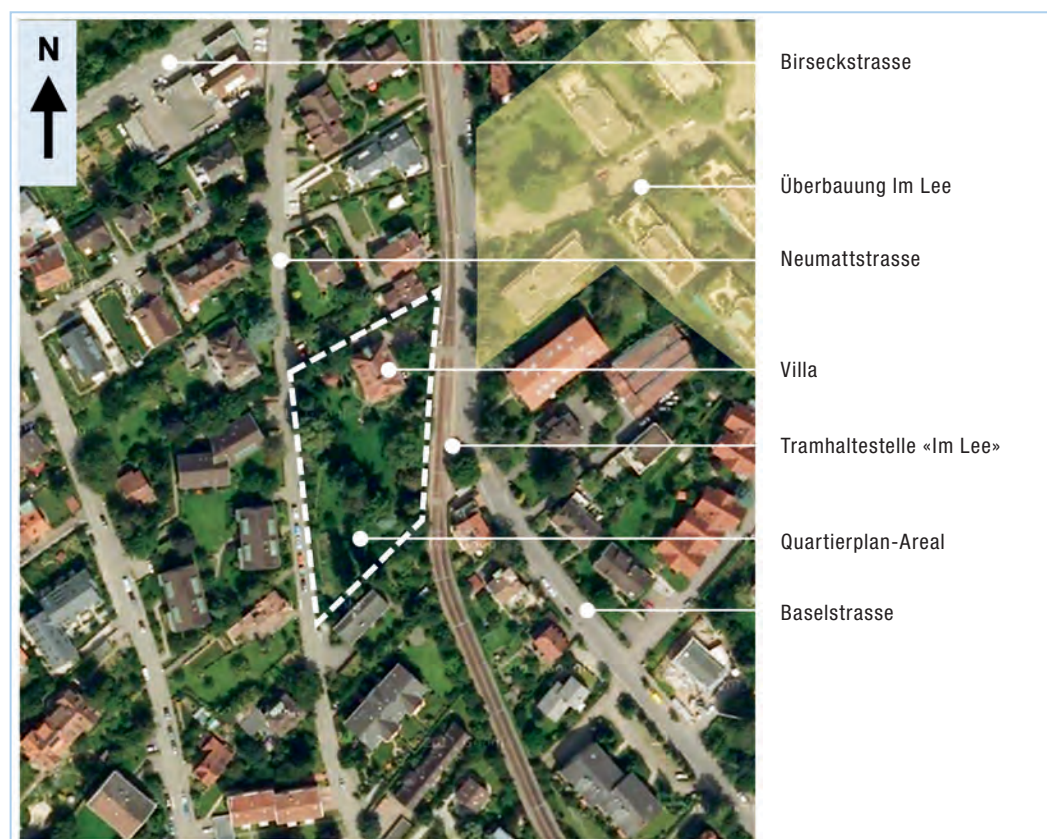 N
Birseckstrasse
Überbauung Im Lee
Neumattstrasse
Villa
Tramhaltestelle «Im Lee»
Quartierplan-Areal
Baselstrasse